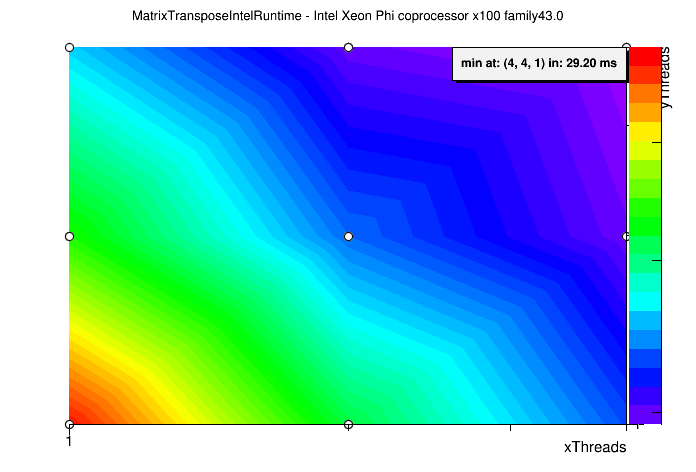 MatrixTransposeIntelRuntime - Intel Xeon Phi coprocessor x100 family43.0
min at: (4, 4, 1) in: 29.20 ms
yThreads
1
xThreads